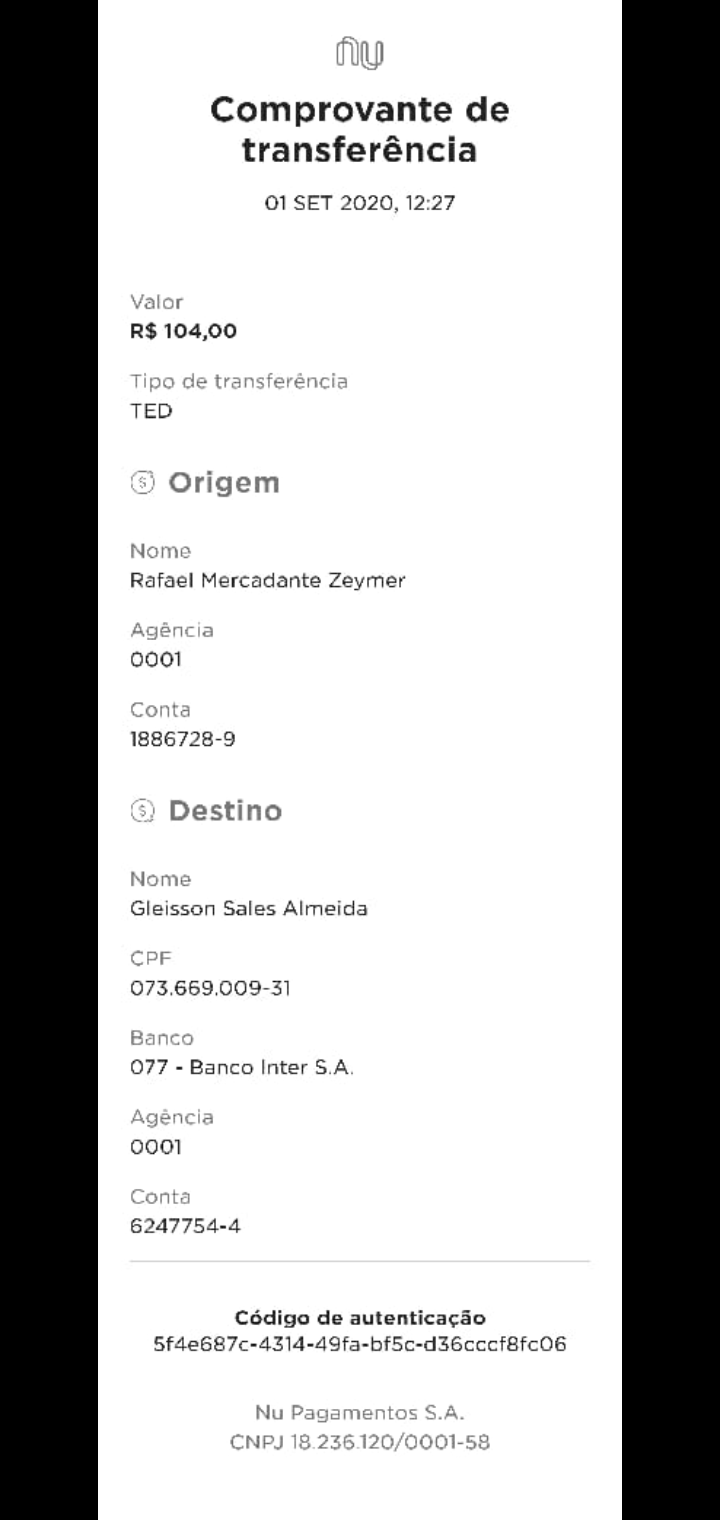 nu
Comprovante de
transferência
01 SET 2020, 12:27
Valor
R$ 104,00
Tipo de transferência
TED
Origem
Nome
Rafael Mercadante Zeymer
Agência
0001
Conta
1886728-9
Destino
Nome
Gleisson Sales Almeida
CPF
073.669.009-31
Banco
077 - Banco Inter S.A.
Agência
0001
Conta
6247754-4
Código de autenticação
5f4e687c-4314-49fa-bf5c-d36cccf8fc06
Nu Pagamentos S.A.
CNPJ 18.236.120/0001-58